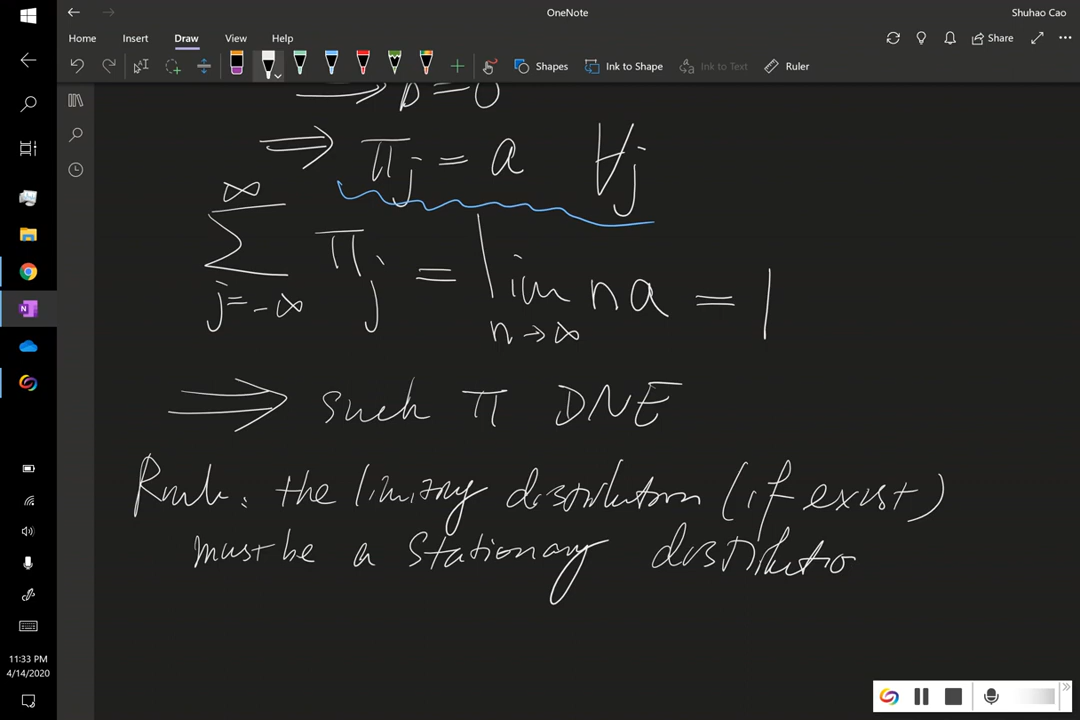 OneNote
Shuhao Cao
Home Insert Draw View Help
Share
Shapes Ink to Shape Ink to Text Ruler
⟹ b = 0
⟹ π_j = a ∀j
∑_{j=-∞}^{∞} π_j = lim_{n→∞} na = 1
⟹ such π DNE
Rmk: the limiting distribution (if exist)
must be a stationary distributio
11:33 PM
4/14/2020